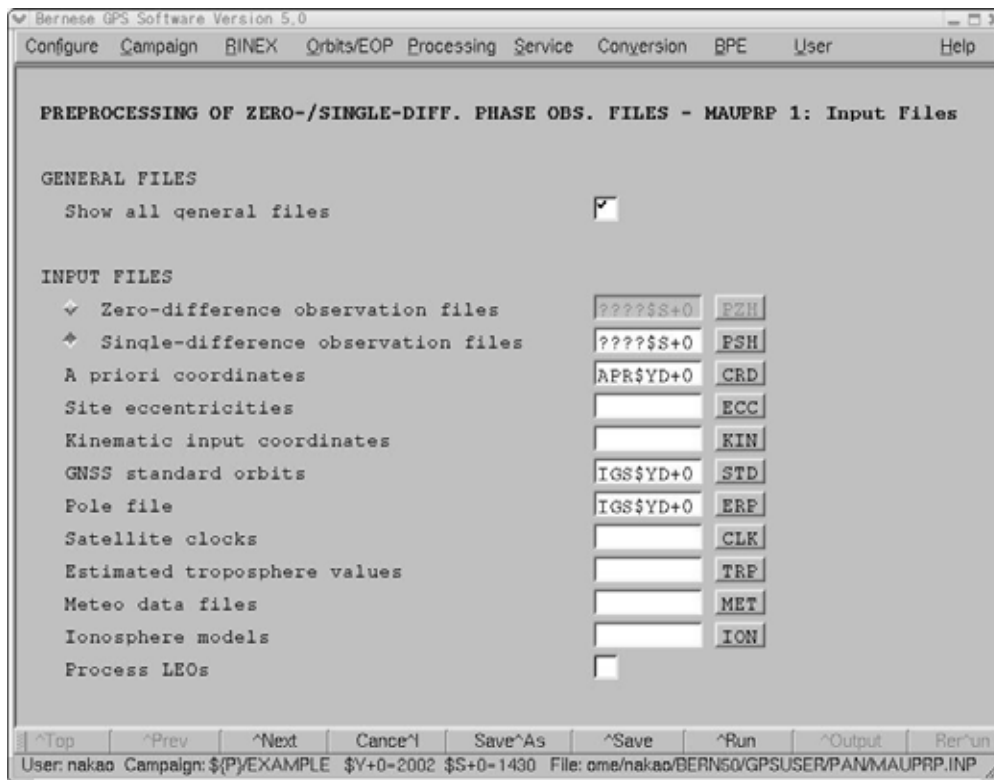 Bernese GPS Software Version 5.0
Configure Campaign RINEX Orbits/EOP Processing Service Conversion BPE User Help
PREPROCESSING OF ZERO-/SINGLE-DIFF. PHASE OBS. FILES - MAUPRP 1: Input Files
GENERAL FILES
Show all general files
INPUT FILES
Zero-difference observation files ????$S+0 PZH
Single-difference observation files ????$S+0 PSH
A priori coordinates APR$YD+0 CRD
Site eccentricities ECC
Kinematic input coordinates KIN
GNSS standard orbits IGS$YD+0 STD
Pole file IGS$YD+0 ERP
Satellite clocks CLK
Estimated troposphere values TRP
Meteo data files MET
Ionosphere models ION
Process LEOs
^Top ^Prev ^Next Cance^l Save^As ^Save ^Run ^Output Rer^un
User: nakao Campaign: ${P}/EXAMPLE $Y+0=2002 $S+0=1430 File: ome/nakao/BERN50/GPSUSER/PAN/MAUPRP.INP